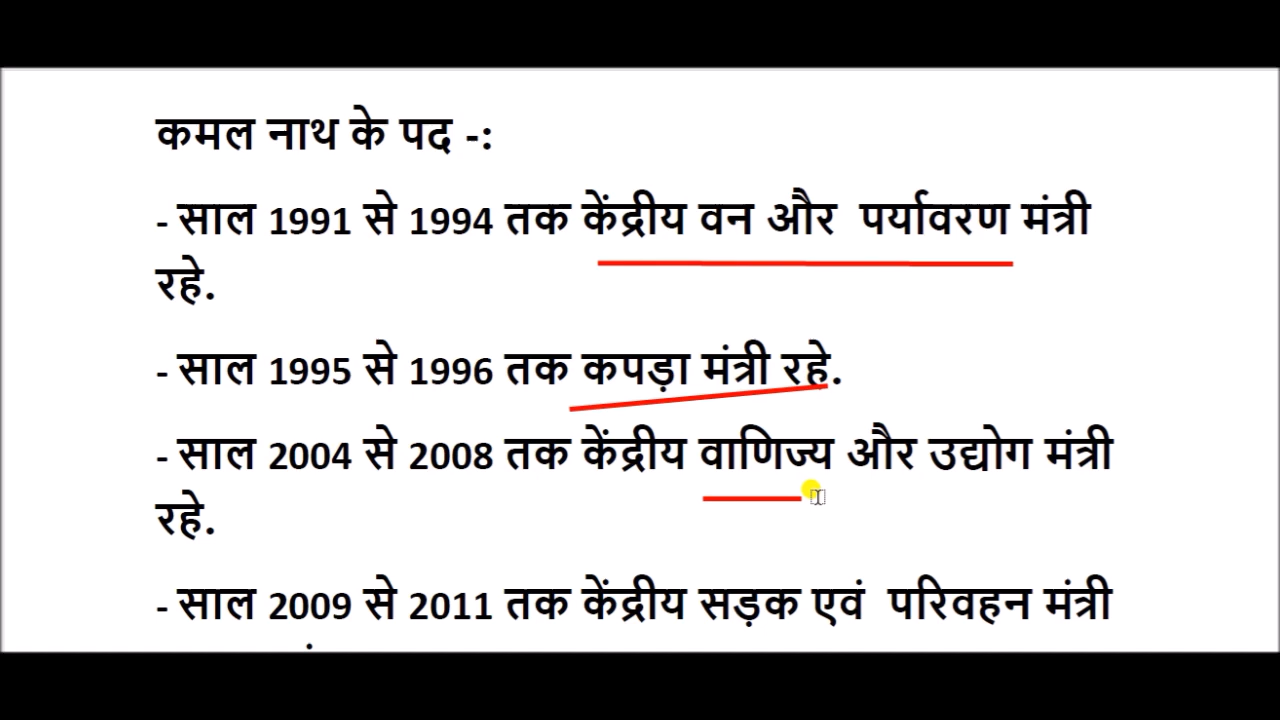 कमल नाथ के पद -:
- साल 1991 से 1994 तक केंद्रीय वन और पर्यावरण मंत्री
रहे.
- साल 1995 से 1996 तक कपड़ा मंत्री रहे.
- साल 2004 से 2008 तक केंद्रीय वाणिज्य और उद्योग मंत्री
रहे.
- साल 2009 से 2011 तक केंद्रीय सड़क एवं परिवहन मंत्री